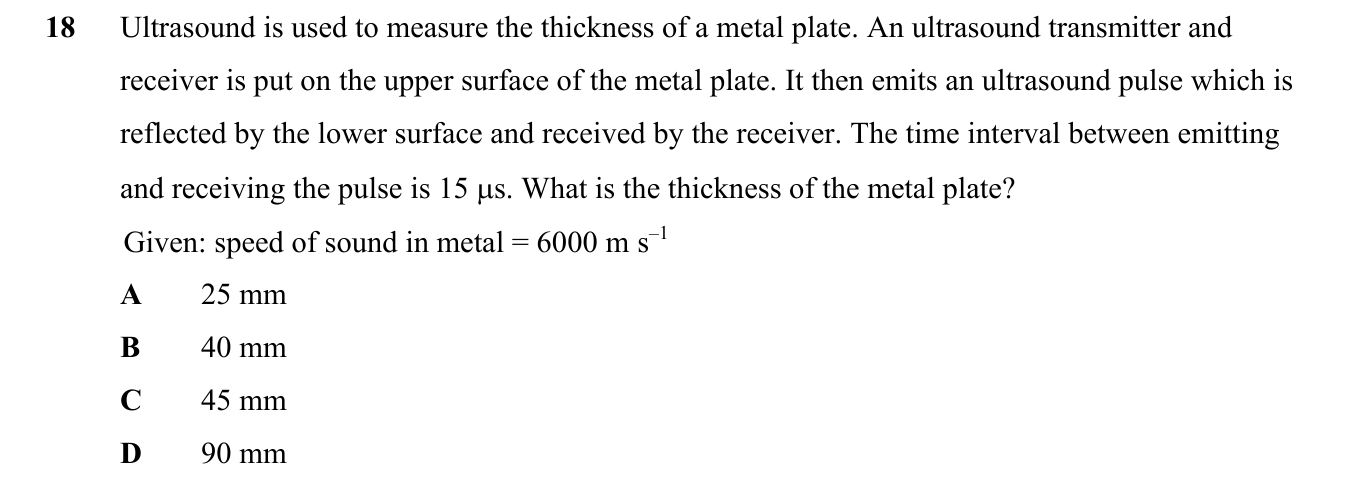 18 Ultrasound is used to measure the thickness of a metal plate. An ultrasound transmitter and
receiver is put on the upper surface of the metal plate. It then emits an ultrasound pulse which is
reflected by the lower surface and received by the receiver. The time interval between emitting
and receiving the pulse is 15 μs. What is the thickness of the metal plate?
Given: speed of sound in metal = 6000 m s⁻¹
A 25 mm
B 40 mm
C 45 mm
D 90 mm